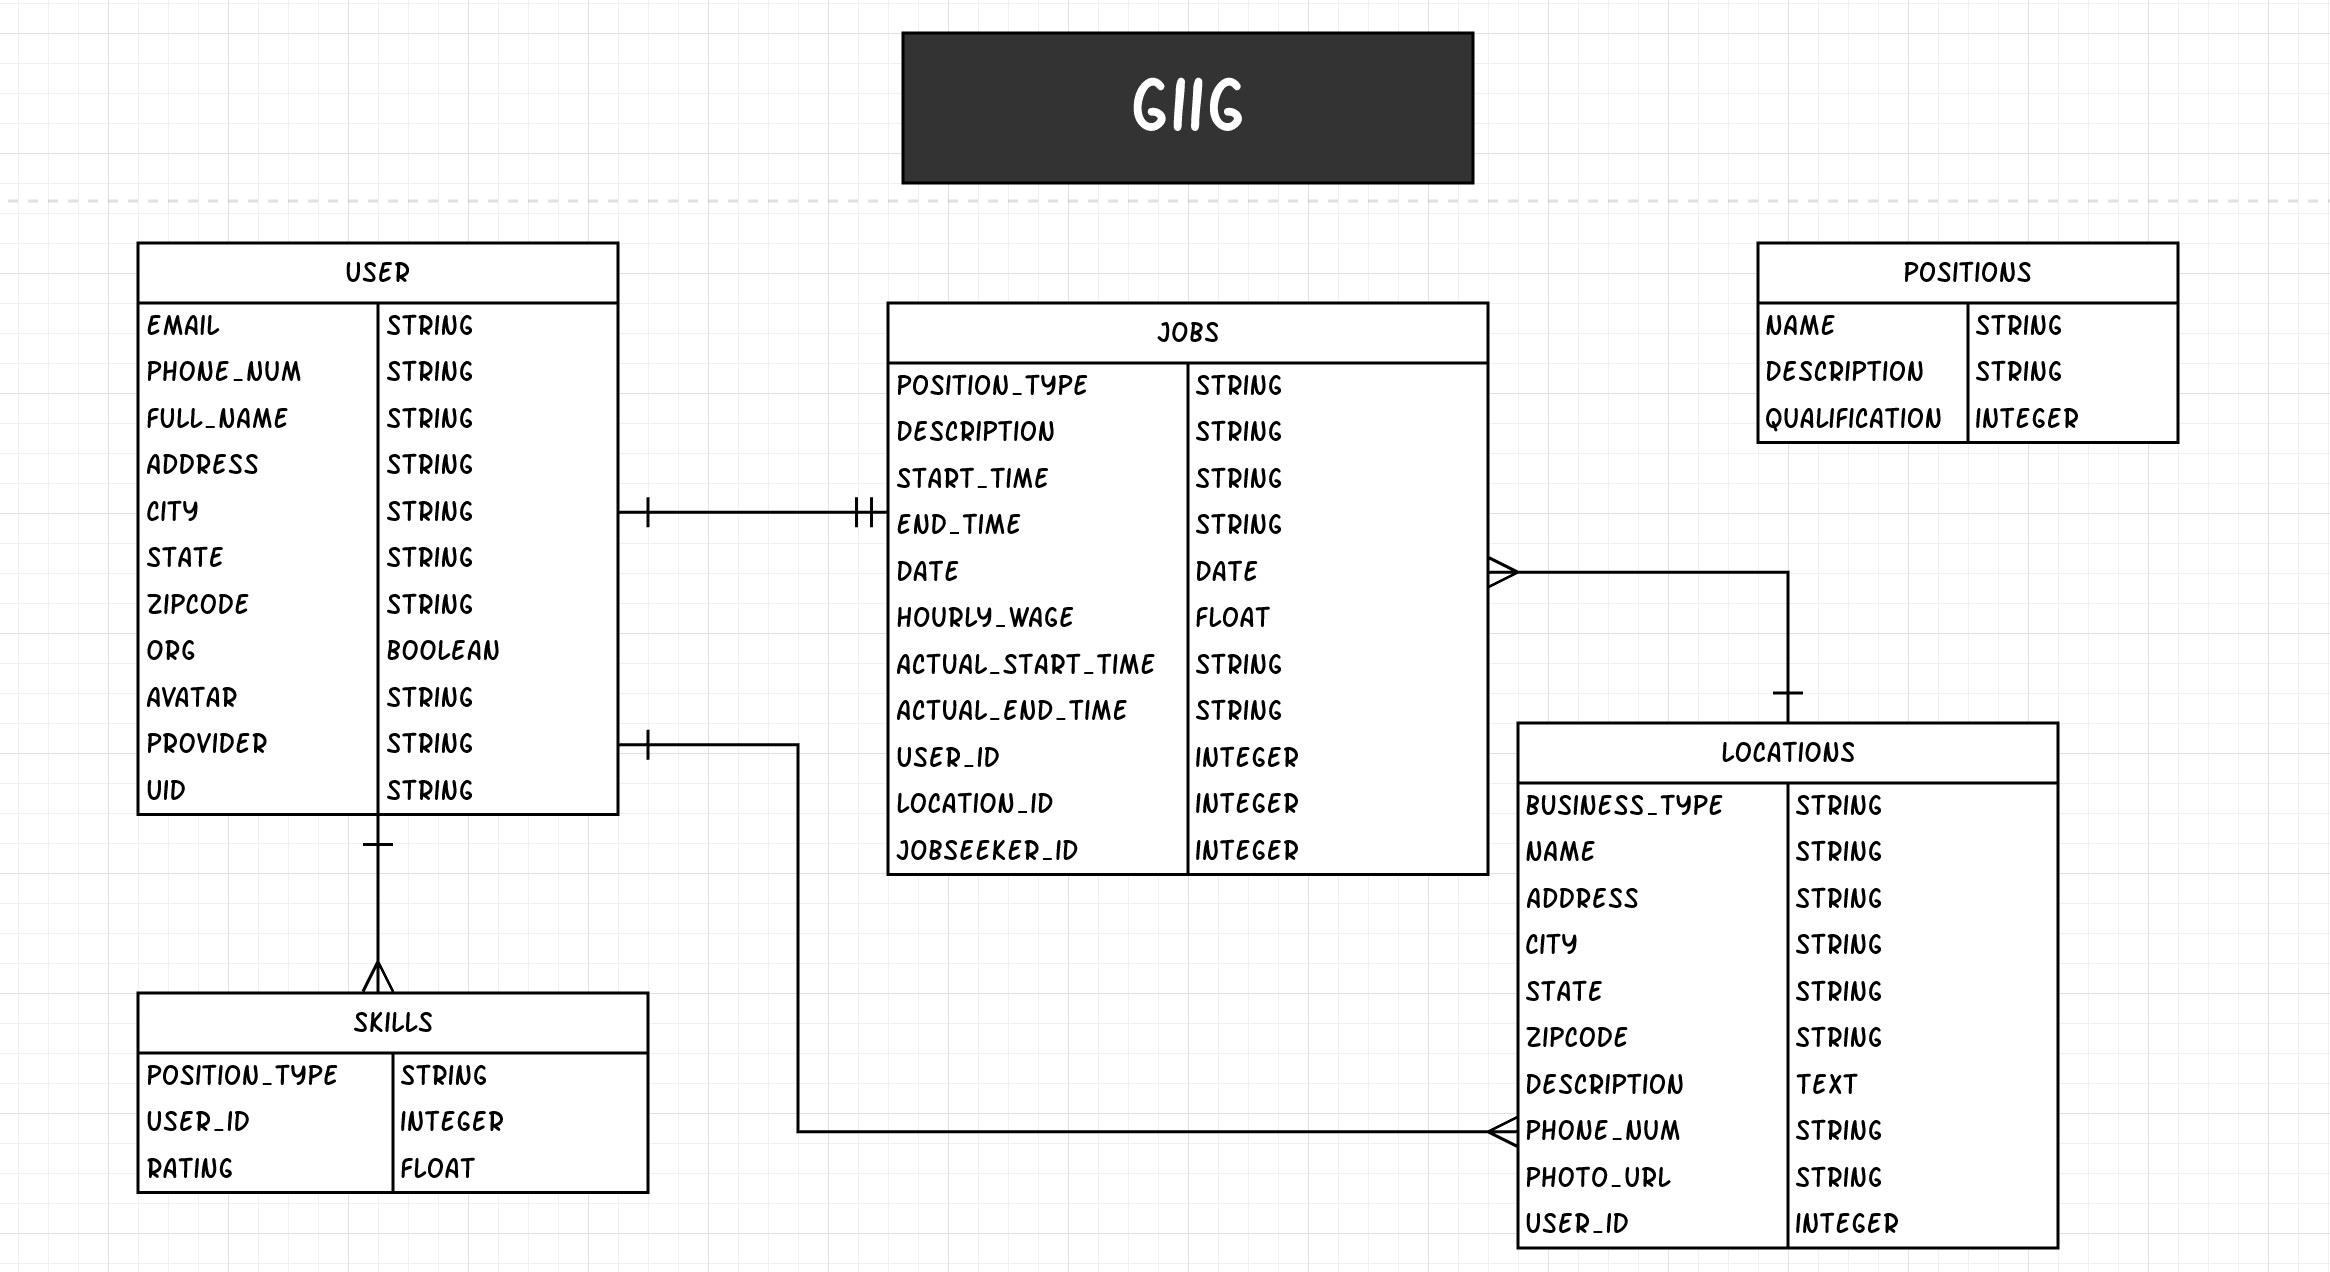 GIIG
USER
EMAIL STRING
PHONE_NUM STRING
FULL_NAME STRING
ADDRESS STRING
CITY STRING
STATE STRING
ZIPCODE STRING
ORG BOOLEAN
AVATAR STRING
PROVIDER STRING
UID STRING
JOBS
POSITION_TYPE STRING
DESCRIPTION STRING
START_TIME STRING
END_TIME STRING
DATE DATE
HOURLY_WAGE FLOAT
ACTUAL_START_TIME STRING
ACTUAL_END_TIME STRING
USER_ID INTEGER
LOCATION_ID INTEGER
JOBSEEKER_ID INTEGER
POSITIONS
NAME STRING
DESCRIPTION STRING
QUALIFICATION INTEGER
LOCATIONS
BUSINESS_TYPE STRING
NAME STRING
ADDRESS STRING
CITY STRING
STATE STRING
ZIPCODE STRING
DESCRIPTION TEXT
PHONE_NUM STRING
PHOTO_URL STRING
USER_ID INTEGER
SKILLS
POSITION_TYPE STRING
USER_ID INTEGER
RATING FLOAT